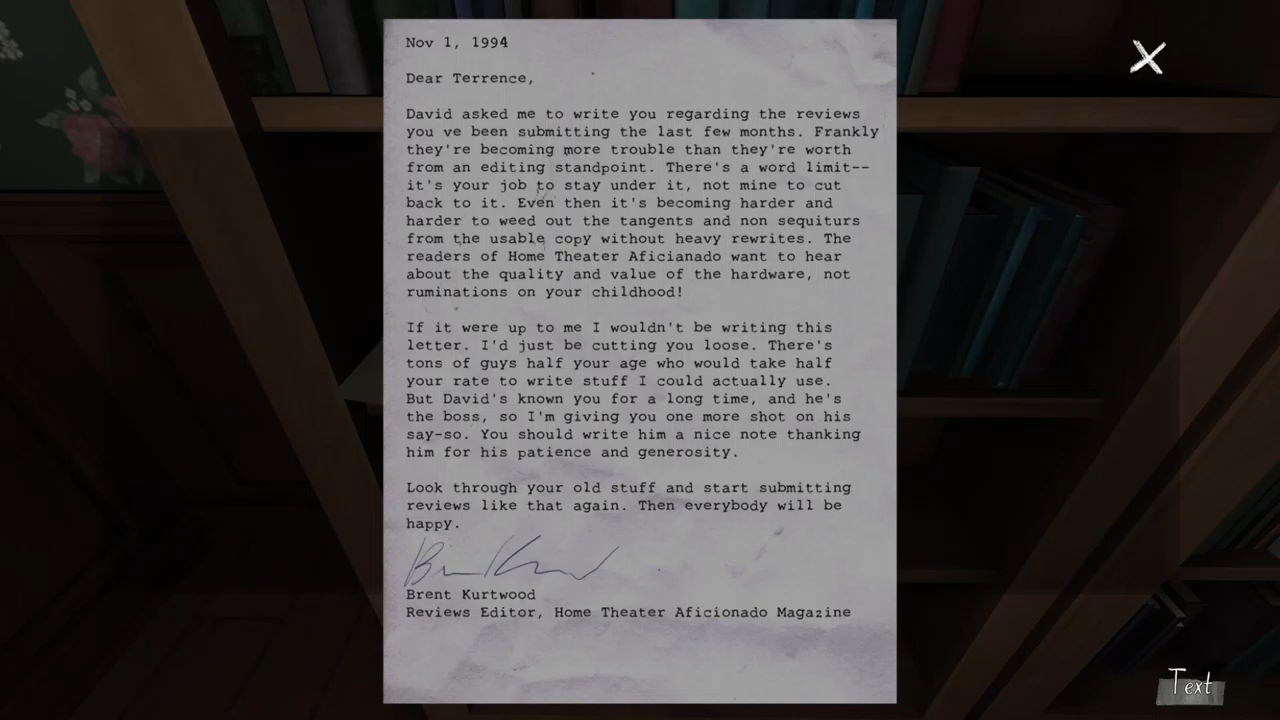 Nov 1, 1994
Dear Terrence,
David asked me to write you regarding the reviews
you ve been submitting the last few months. Frankly
they're becoming more trouble than they're worth
from an editing standpoint. There's a word limit--
it's your job to stay under it, not mine to cut
back to it. Even then it's becoming harder and
harder to weed out the tangents and non sequiturs
from the usable copy without heavy rewrites. The
readers of Home Theater Aficianado want to hear
about the quality and value of the hardware, not
ruminations on your childhood!
If it were up to me I wouldn't be writing this
letter. I'd just be cutting you loose. There's
tons of guys half your age who would take half
your rate to write stuff I could actually use.
But David's known you for a long time, and he's
the boss, so I'm giving you one more shot on his
say-so. You should write him a nice note thanking
him for his patience and generosity.
Look through your old stuff and start submitting
reviews like that again. Then everybody will be
happy.
Brent Kurtwood
Reviews Editor, Home Theater Aficionado Magazine
Text